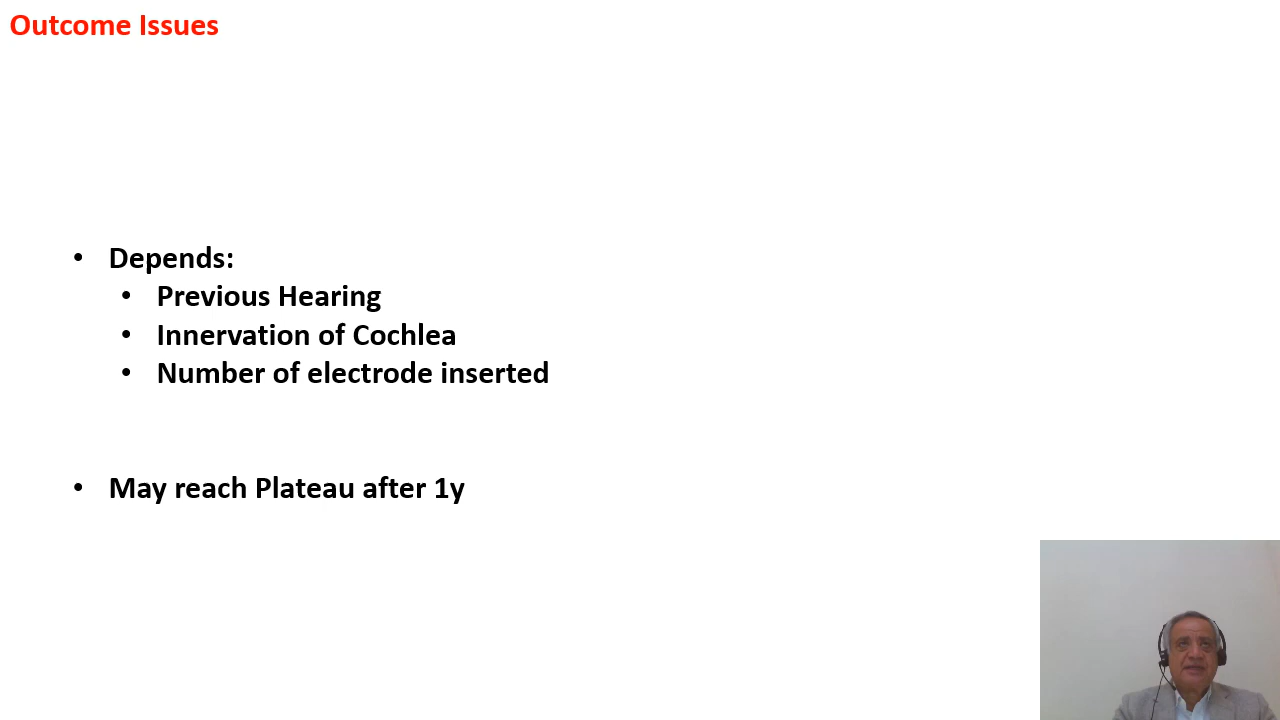 Outcome Issues
• Depends:
• Previous Hearing
• Innervation of Cochlea
• Number of electrode inserted
• May reach Plateau after 1y